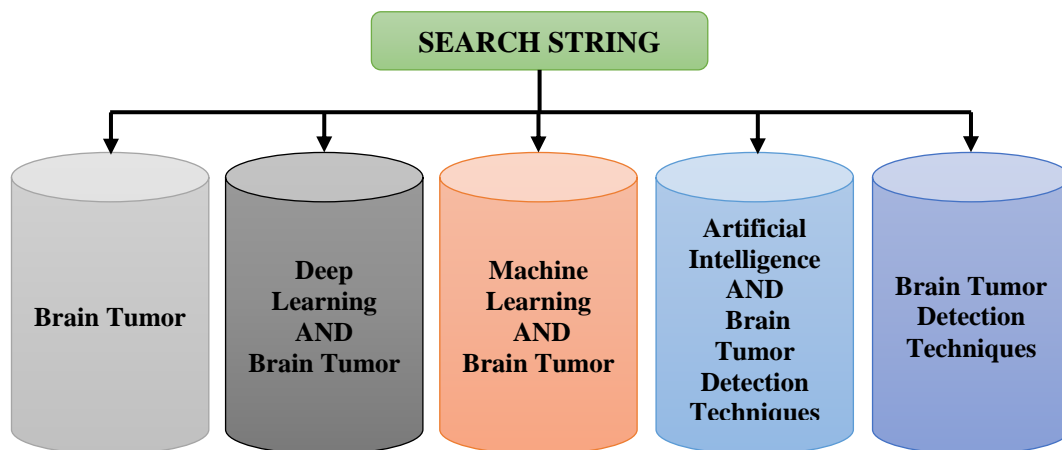 SEARCH STRING
Brain Tumor
Deep
Learning
AND
Brain Tumor
Machine
Learning
AND
Brain Tumor
Artificial
Intelligence
AND
Brain
Tumor
Detection
Techniques
Brain Tumor
Detection
Techniques